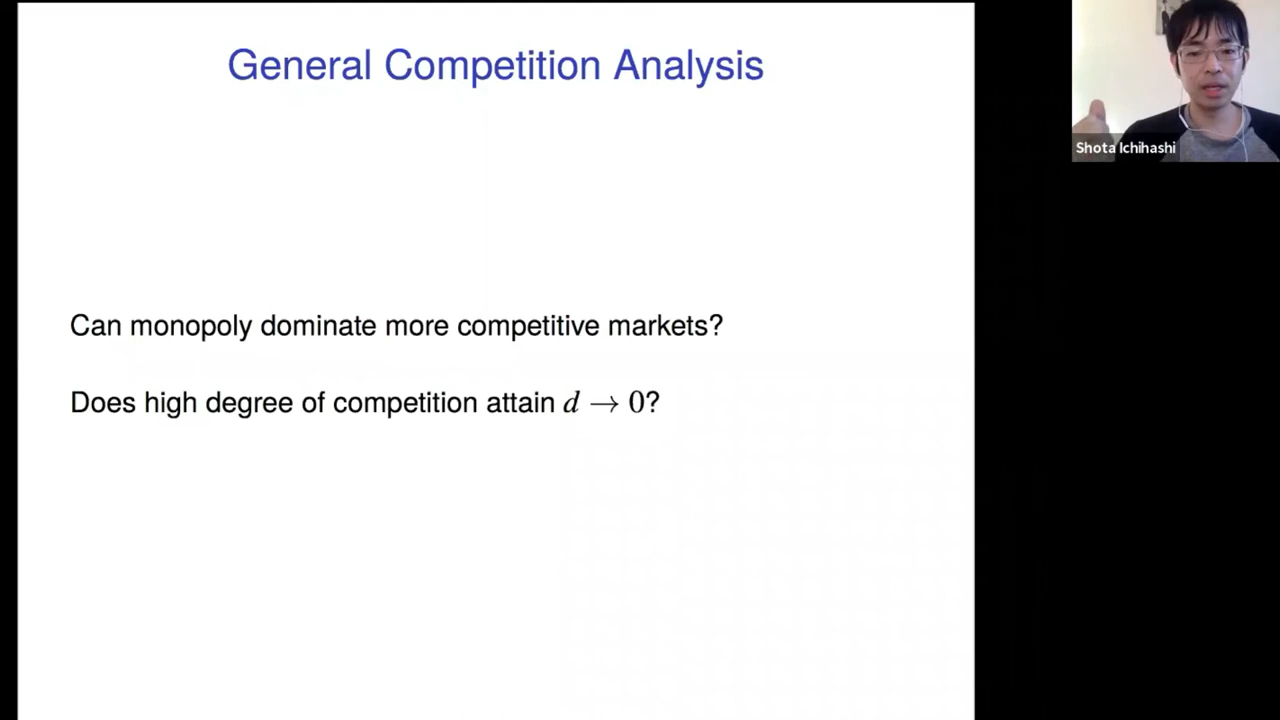 General Competition Analysis
Shota Ichihashi
Can monopoly dominate more competitive markets?
Does high degree of competition attain d → 0?